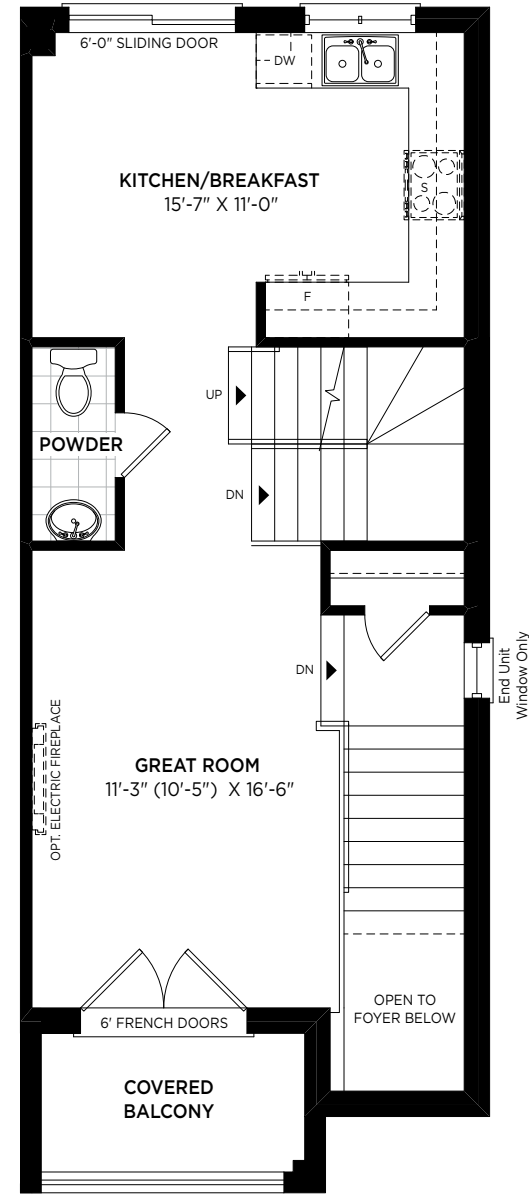 6'-0" SLIDING DOOR
DW
KITCHEN/BREAKFAST
15'-7" X 11'-0"
S
F
UP
POWDER
DN
DN
End Unit
Window Only
OPT. ELECTRIC FIREPLACE
GREAT ROOM
11'-3" (10'-5") X 16'-6"
OPEN TO
FOYER BELOW
6' FRENCH DOORS
COVERED
BALCONY